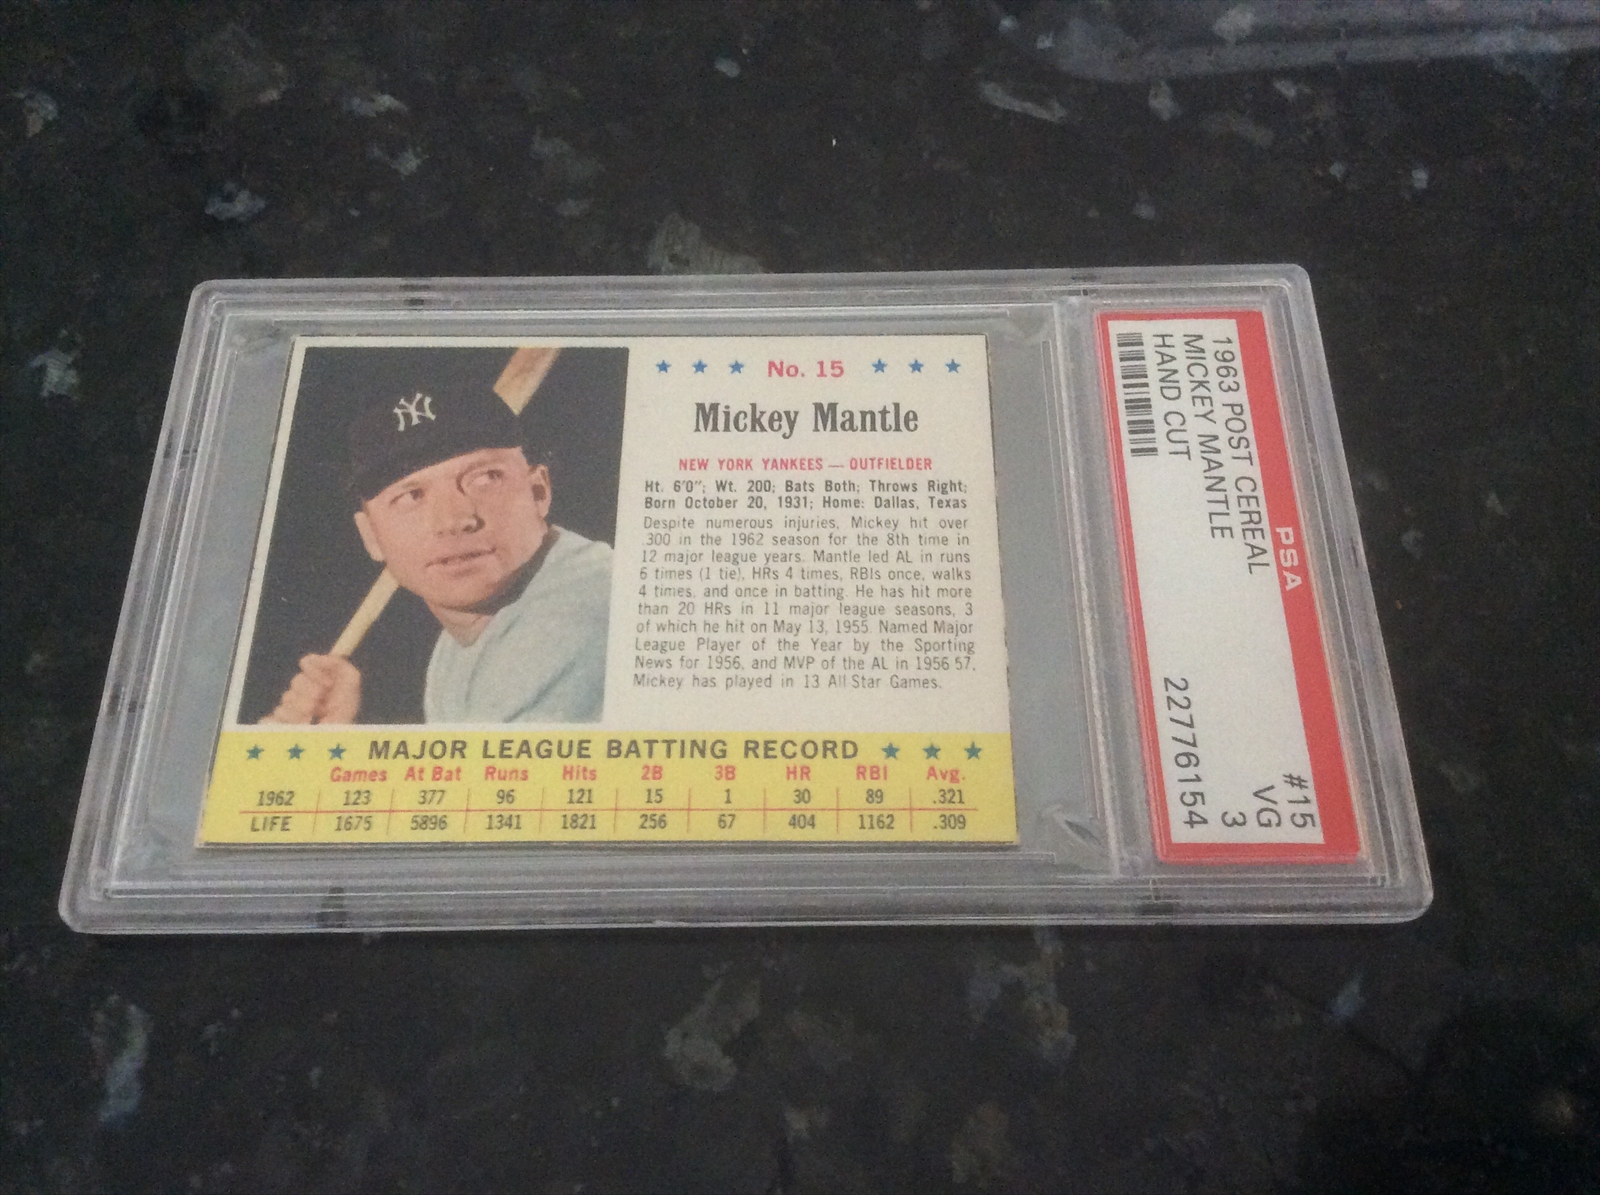 NY
★ ★ ★ No. 15 ★ ★ ★
Mickey Mantle
NEW YORK YANKEES — OUTFIELDER
Ht. 6'0"; Wt. 200; Bats Both; Throws Right;
Born October 20, 1931; Home: Dallas, Texas
Despite numerous injuries, Mickey hit over
.300 in the 1962 season for the 8th time in
12 major league years. Mantle led AL in runs
6 times (1 tie), HRs 4 times, RBIs once, walks
4 times, and once in batting. He has hit more
than 20 HRs in 11 major league seasons, 3
of which he hit on May 13, 1955. Named Major
League Player of the Year by the Sporting
News for 1956, and MVP of the AL in 1956-57.
Mickey has played in 13 All-Star Games.
★ ★ ★ MAJOR LEAGUE BATTING RECORD ★ ★ ★
Games At Bat Runs Hits 2B 3B HR RBI Avg.
1962 123 377 96 121 15 1 30 89 .321
LIFE 1675 5896 1341 1821 256 67 404 1162 .309
PSA
1963 POST CEREAL #15
MICKEY MANTLE VG
HAND CUT 3
22776154